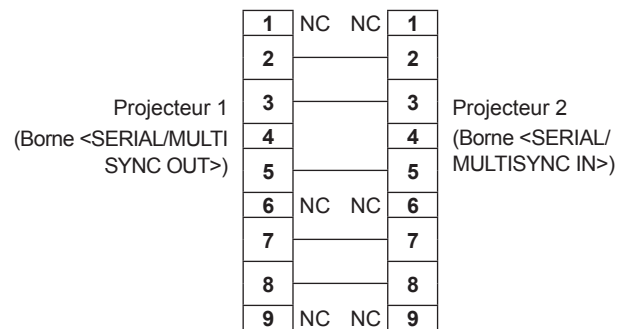 1 NC NC 1
2 2
Projecteur 1
(Borne <SERIAL/MULTI
SYNC OUT>)
3 3
4 4
5 5
Projecteur 2
(Borne <SERIAL/
MULTISYNC IN>)
6 NC NC 6
7 7
8 8
9 NC NC 9